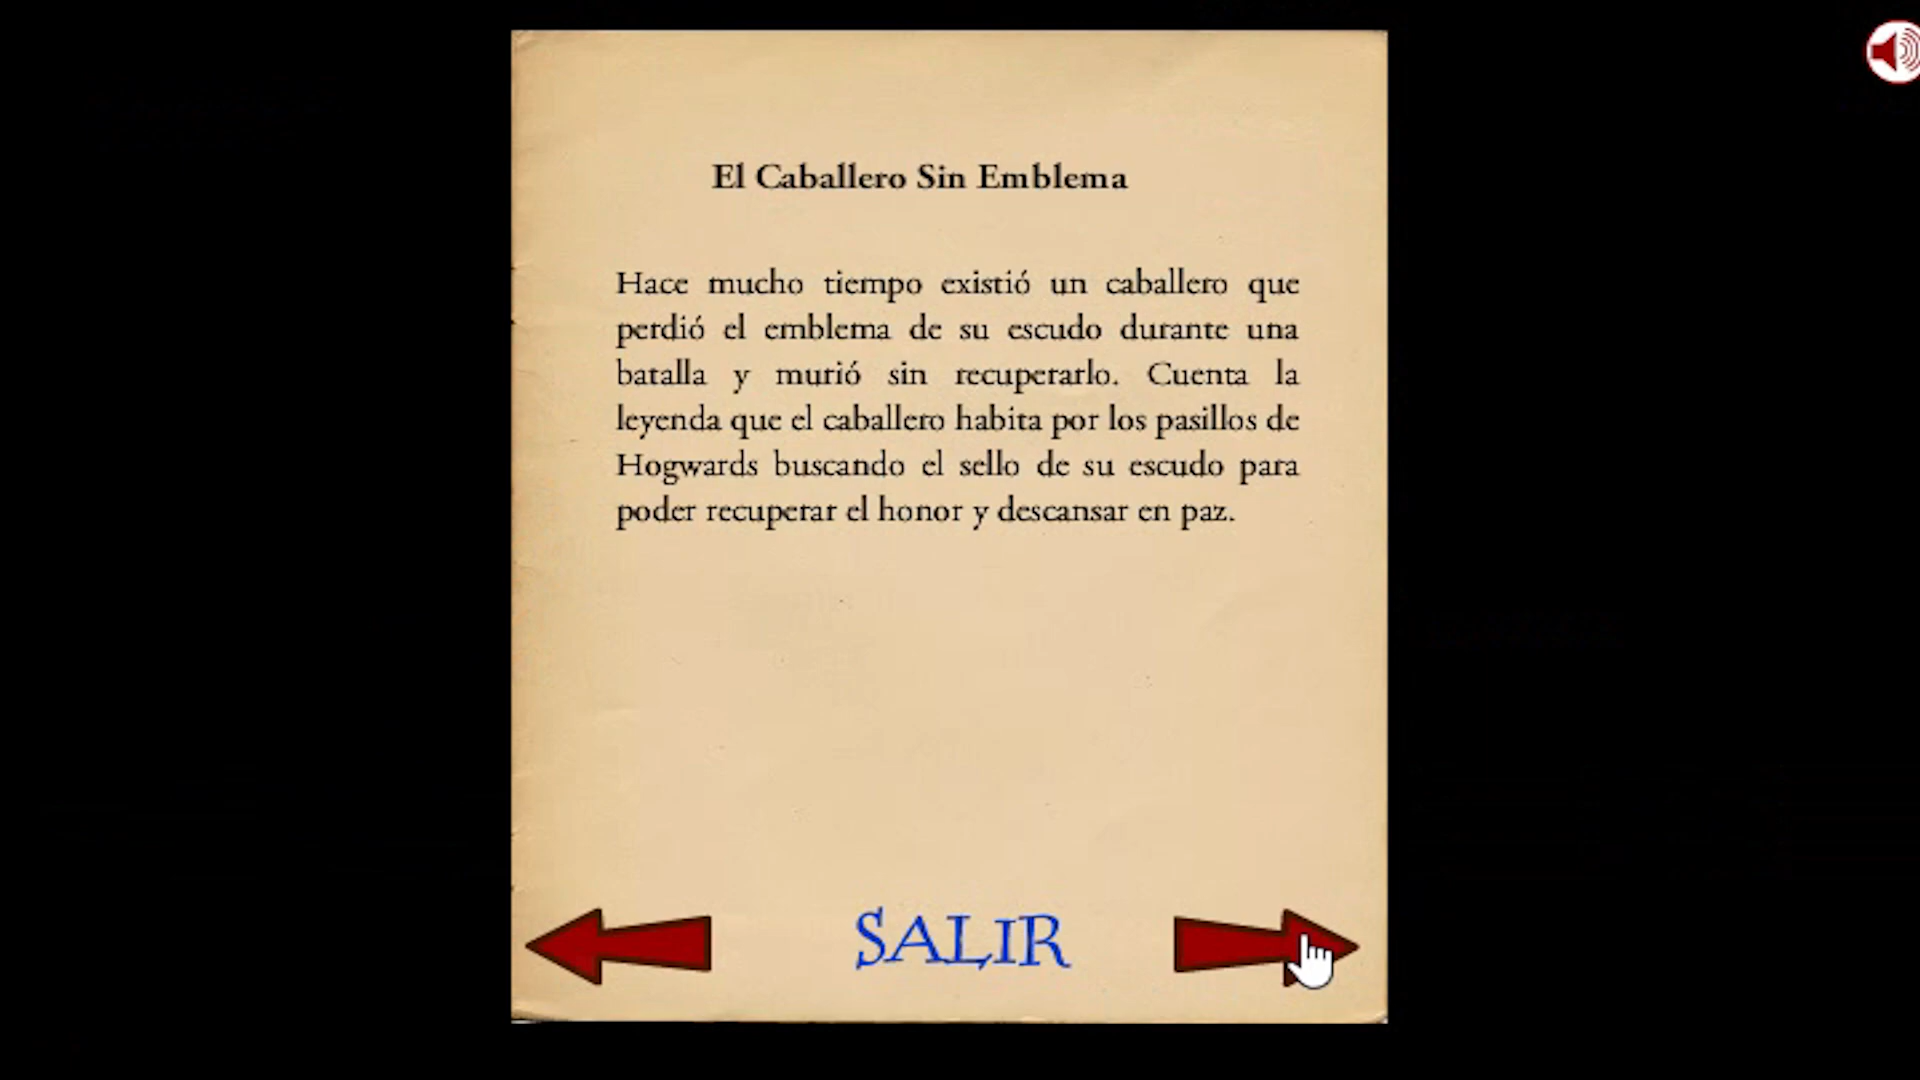 El Caballero Sin Emblema
Hace mucho tiempo existió un caballero que
perdió el emblema de su escudo durante una
batalla y murió sin recuperarlo. Cuenta la
leyenda que el caballero habita por los pasillos de
Hogwards buscando el sello de su escudo para
poder recuperar el honor y descansar en paz.
SALIR